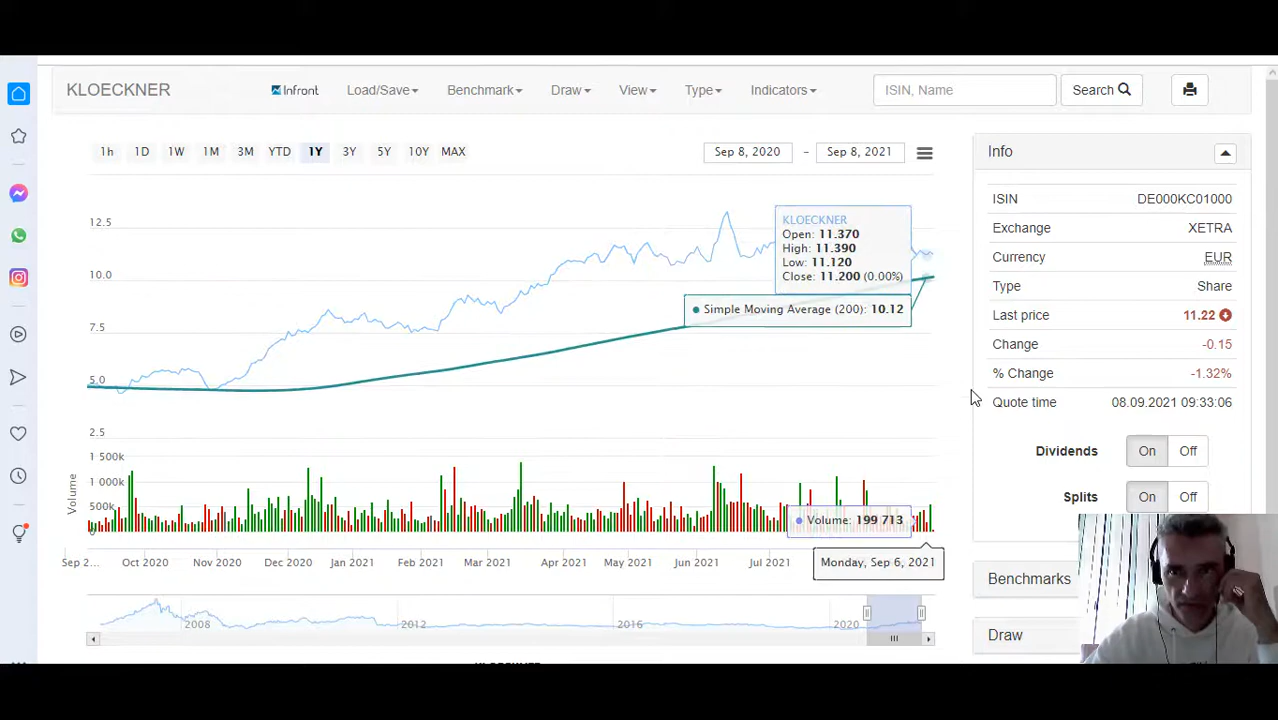 KLOECKNER
Infront
Load/Save
Benchmark
Draw
View
Type
Indicators
ISIN, Name
Search
1h 1D 1W 1M 3M YTD 1Y 3Y 5Y 10Y MAX
Sep 8, 2020 - Sep 8, 2021
12.5
10.0
7.5
5.0
2.5
KLOECKNER
Open: 11.370
High: 11.390
Low: 11.120
Close: 11.200 (0.00%)
Simple Moving Average (200): 10.12
Volume
1 500k
1 000k
500k
0
Volume: 199 713
Sep 2... Oct 2020 Nov 2020 Dec 2020 Jan 2021 Feb 2021 Mar 2021 Apr 2021 May 2021 Jun 2021 Jul 2021
Monday, Sep 6, 2021
2008 2012 2016 2020
KLOECKNER
Info
ISIN DE000KC01000
Exchange XETRA
Currency EUR
Type Share
Last price 11.22
Change -0.15
% Change -1.32%
Quote time 08.09.2021 09:33:06
Dividends On Off
Splits On Off
Benchmarks
Draw